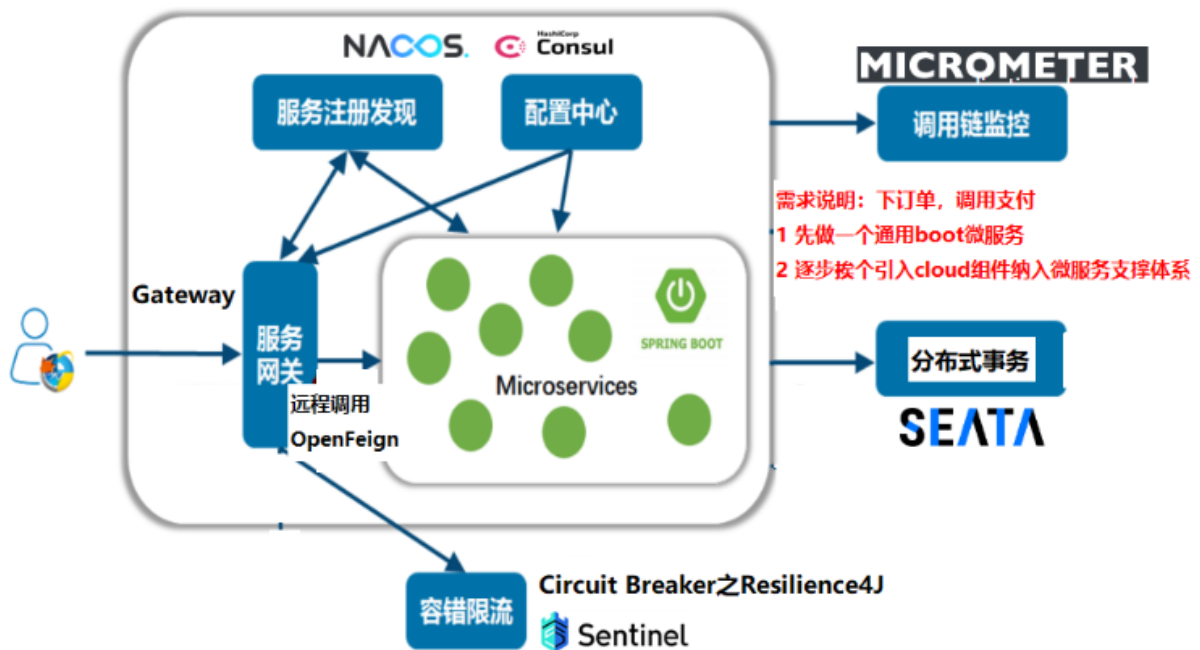 NACOS.
HashiCorp
Consul
MICROMETER
服务注册发现
配置中心
调用链监控
需求说明：下订单，调用支付
1 先做一个通用boot微服务
2 逐步挨个引入cloud组件纳入微服务支撑体系
Gateway
服务
网关
SPRING BOOT
Microservices
远程调用
OpenFeign
分布式事务
SEATA
容错限流
Circuit Breaker之Resilience4J
Sentinel